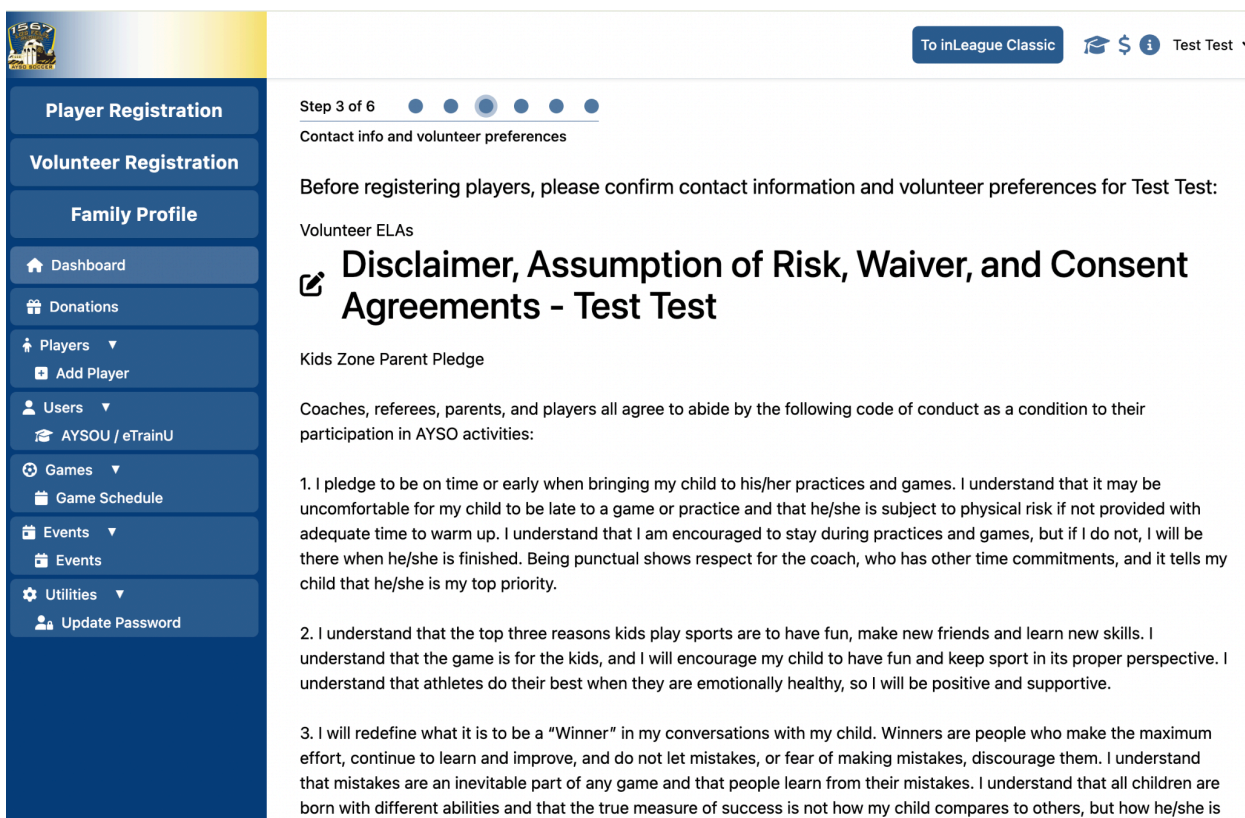 1567
AYSO SOCCER
To inLeague Classic
Test Test
Player Registration
Volunteer Registration
Family Profile
Dashboard
Donations
Players
Add Player
Users
AYSOU / eTrainU
Games
Game Schedule
Events
Events
Utilities
Update Password
Step 3 of 6
Contact info and volunteer preferences
Before registering players, please confirm contact information and volunteer preferences for Test Test:
Volunteer ELAs
Disclaimer, Assumption of Risk, Waiver, and Consent
Agreements - Test Test
Kids Zone Parent Pledge
Coaches, referees, parents, and players all agree to abide by the following code of conduct as a condition to their
participation in AYSO activities:
1. I pledge to be on time or early when bringing my child to his/her practices and games. I understand that it may be
uncomfortable for my child to be late to a game or practice and that he/she is subject to physical risk if not provided with
adequate time to warm up. I understand that I am encouraged to stay during practices and games, but if I do not, I will be
there when he/she is finished. Being punctual shows respect for the coach, who has other time commitments, and it tells my
child that he/she is my top priority.
2. I understand that the top three reasons kids play sports are to have fun, make new friends and learn new skills. I
understand that the game is for the kids, and I will encourage my child to have fun and keep sport in its proper perspective. I
understand that athletes do their best when they are emotionally healthy, so I will be positive and supportive.
3. I will redefine what it is to be a “Winner” in my conversations with my child. Winners are people who make the maximum
effort, continue to learn and improve, and do not let mistakes, or fear of making mistakes, discourage them. I understand
that mistakes are an inevitable part of any game and that people learn from their mistakes. I understand that all children are
born with different abilities and that the true measure of success is not how my child compares to others, but how he/she is